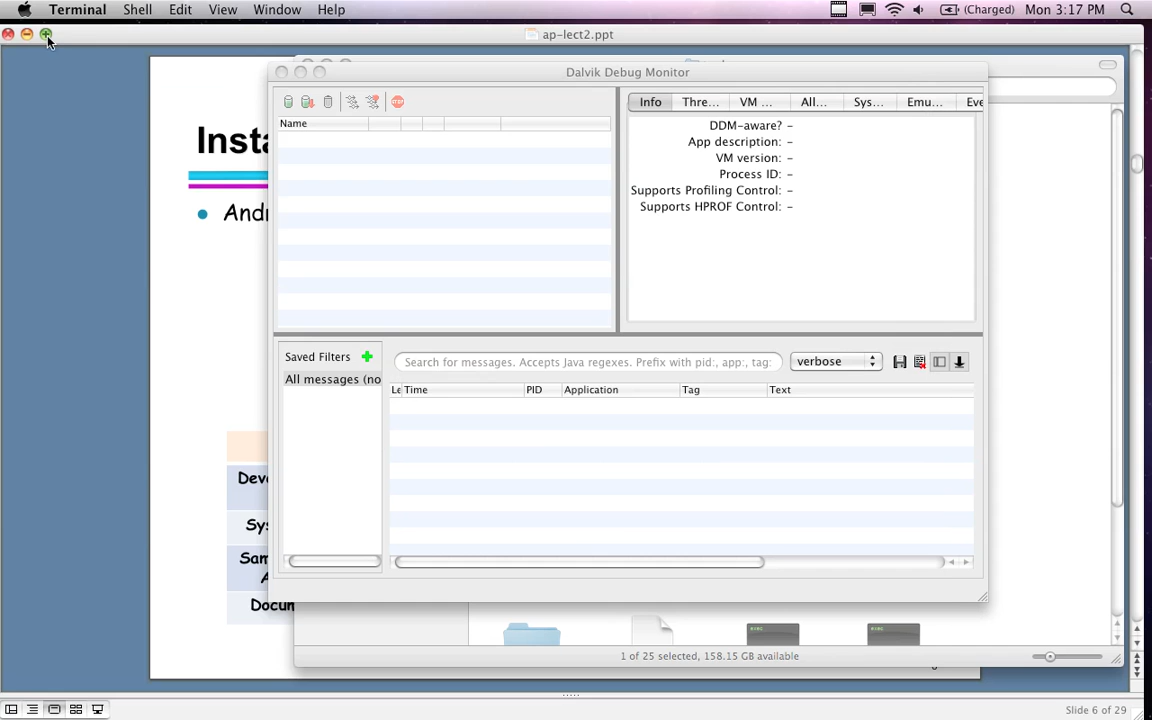 Terminal Shell Edit View Window Help (Charged) Mon 3:17 PM
ap-lect2.ppt
Dalvik Debug Monitor
Info Thre... VM ... All... Sys... Emu... Eve
Name
DDM-aware? –
App description: –
VM version: –
Process ID: –
Supports Profiling Control: –
Supports HPROF Control: –
Insta
Andr
Saved Filters
Search for messages. Accepts Java regexes. Prefix with pid:, app:, tag:
verbose
All messages (no
Le Time PID Application Tag Text
Deve
Sys
Sam
A
Docun
exec exec
1 of 25 selected, 158.15 GB available
Slide 6 of 29